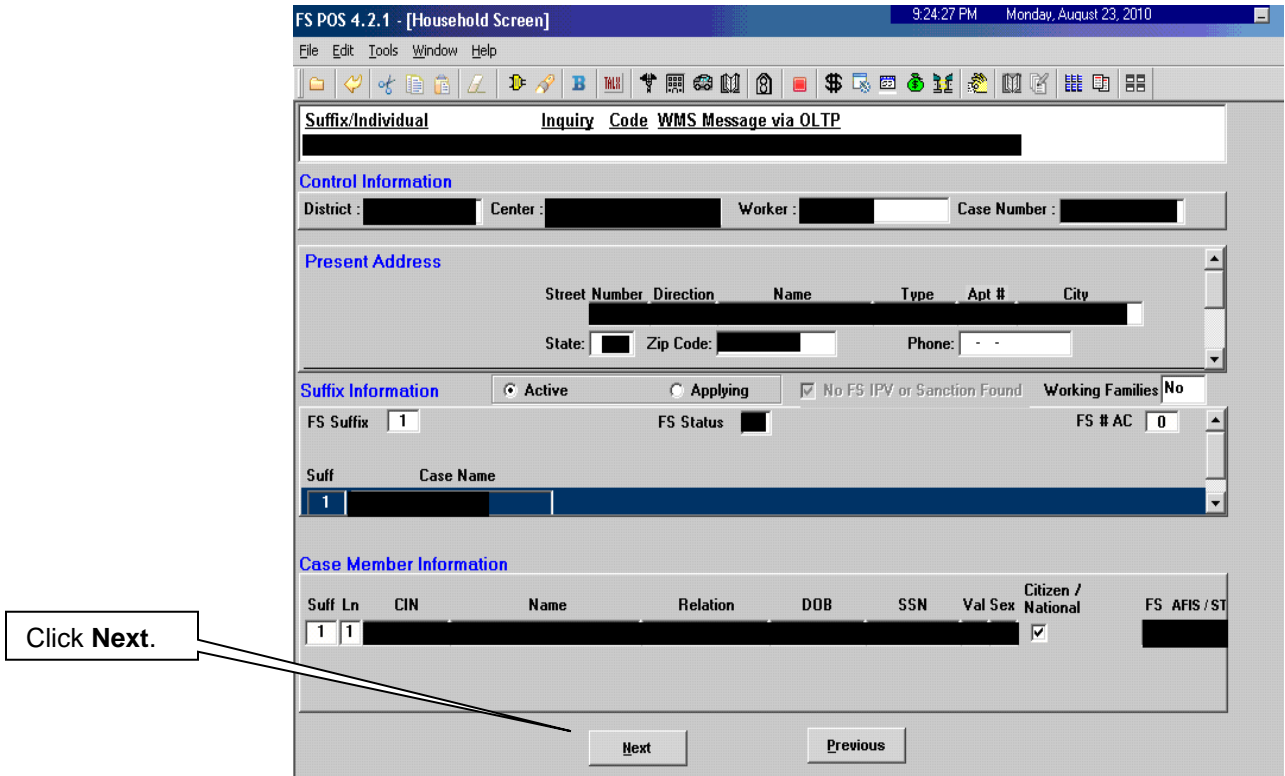 FS POS 4.2.1 - [Household Screen] 9:24:27 PM Monday, August 23, 2010
File Edit Tools Window Help
B TALX $
Suffix/Individual Inquiry Code WMS Message via OLTP
Control Information
District : Center : Worker : Case Number :
Present Address
Street Number Direction Name Type Apt # City
State: Zip Code: Phone: - -
Suffix Information Active Applying No FS IPV or Sanction Found Working Families No
FS Suffix 1 FS Status FS # AC 0
Suff Case Name
1
Case Member Information
Suff Ln CIN Name Relation DOB SSN Val Sex Citizen / National FS AFIS / ST
1 1
Click Next.
Next Previous